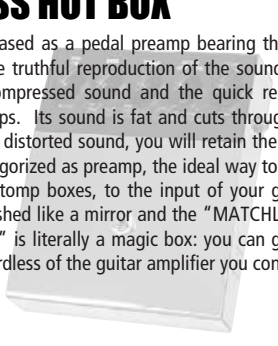 SS HOT BOX
ased as a pedal preamp bearing th
e truthful reproduction of the sound
ompressed sound and the quick re
ps. Its sound is fat and cuts throug
distorted sound, you will retain the
gorized as preamp, the ideal way to
tomp boxes, to the input of your g
shed like a mirror and the “MATCHL
” is literally a magic box: you can g
rdless of the guitar amplifier you con